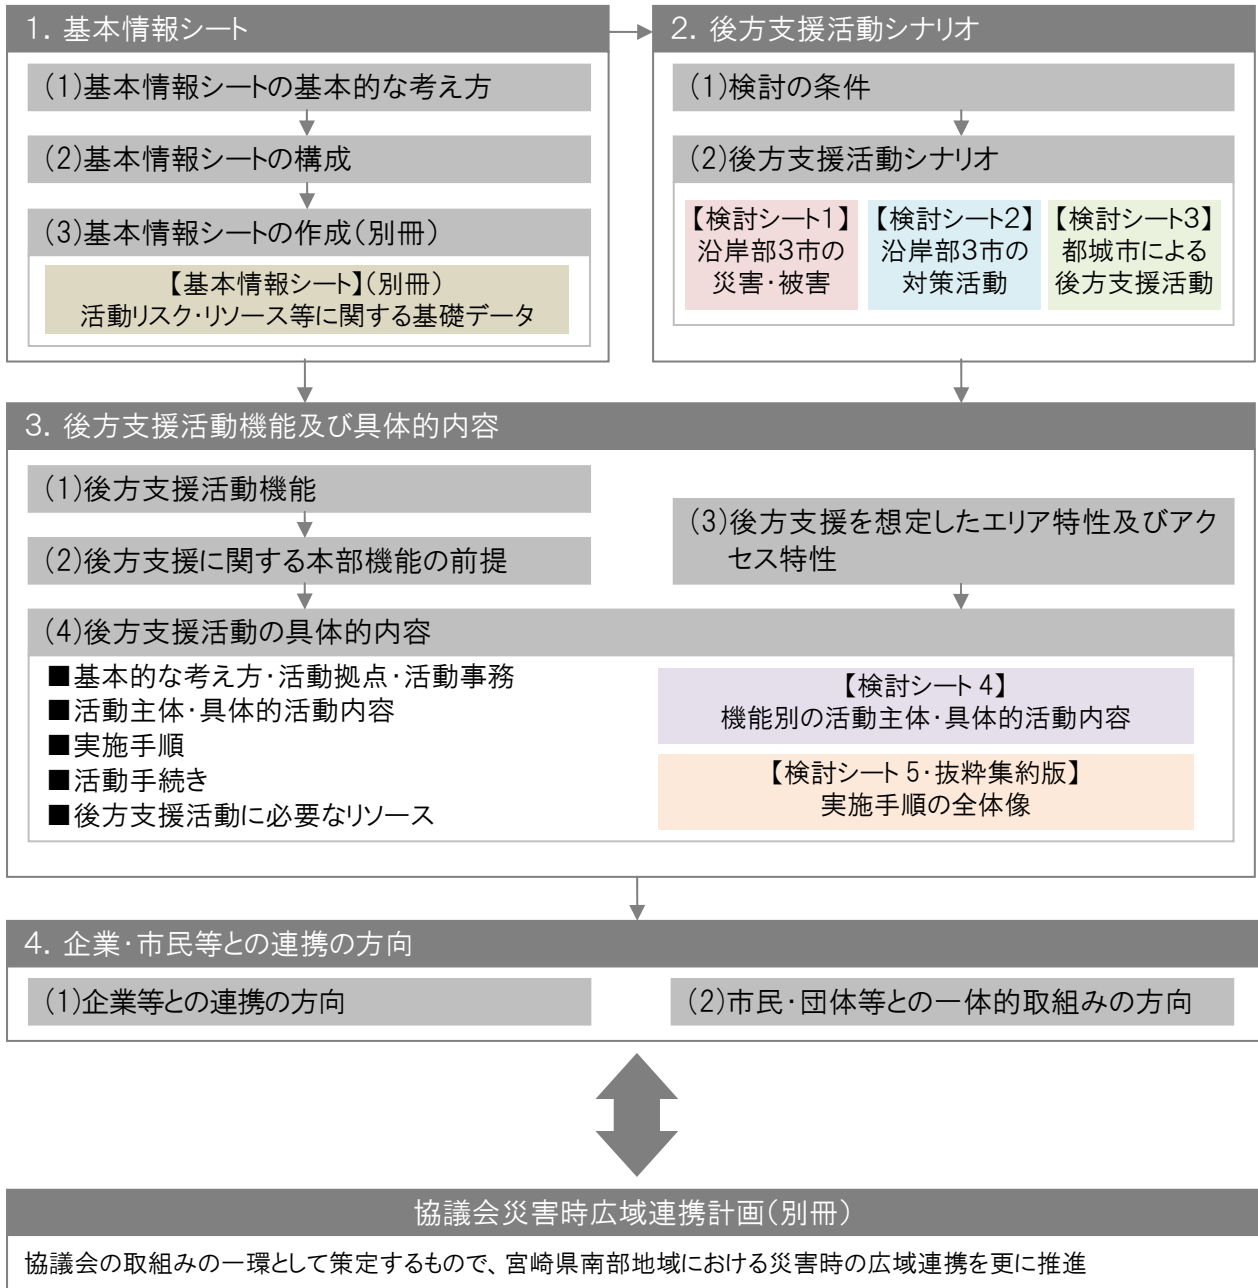 1．基本情報シート
(1)基本情報シートの基本的な考え方
(2)基本情報シートの構成
(3)基本情報シートの作成（別冊）
【基本情報シート】（別冊）
活動リスク・リソース等に関する基礎データ
2．後方支援活動シナリオ
(1)検討の条件
(2)後方支援活動シナリオ
【検討シート1】
沿岸部3市の
災害・被害
【検討シート2】
沿岸部3市の
対策活動
【検討シート3】
都城市による
後方支援活動
3．後方支援活動機能及び具体的内容
(1)後方支援活動機能
(2)後方支援に関する本部機能の前提
(3)後方支援を想定したエリア特性及びアク
セス特性
(4)後方支援活動の具体的内容
■基本的な考え方・活動拠点・活動事務
■活動主体・具体的活動内容
■実施手順
■活動手続き
■後方支援活動に必要なリソース
【検討シート 4】
機能別の活動主体・具体的活動内容
【検討シート 5・抜粋集約版】
実施手順の全体像
4．企業・市民等との連携の方向
(1)企業等との連携の方向
(2)市民・団体等との一体的取組みの方向
協議会災害時広域連携計画（別冊）
協議会の取組みの一環として策定するもので、宮崎県南部地域における災害時の広域連携を更に推進